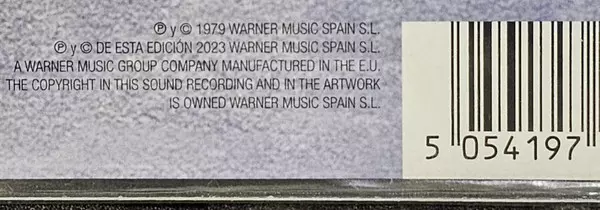 ℗ y © 1979 WARNER MUSIC SPAIN S.L.
℗ y © DE ESTA EDICIÓN 2023 WARNER MUSIC SPAIN S.L.
A WARNER MUSIC GROUP COMPANY MANUFACTURED IN THE E.U.
THE COPYRIGHT IN THIS SOUND RECORDING AND IN THE ARTWORK
IS OWNED WARNER MUSIC SPAIN S.L.
5 054197